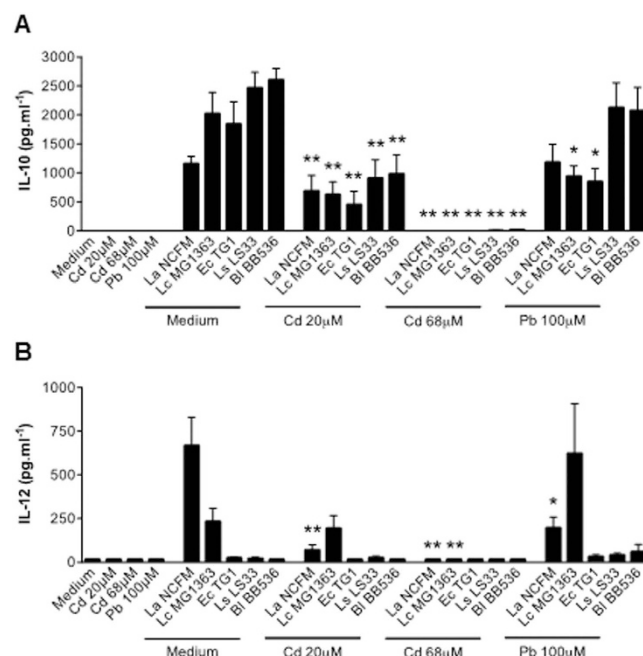 A
3000
2500
2000
1500
1000
500
0
IL-10 (pg.ml-1)
** ** ** ** **
** ** ** ** **
* *
Medium
Cd 20μM
Cd 68μM
Pb 100μM
La NCFM
Lc MG1363
Ec TG1
Ls LS33
Bl BB536
La NCFM
Lc MG1363
Ec TG1
Ls LS33
Bl BB536
La NCFM
Lc MG1363
Ec TG1
Ls LS33
Bl BB536
La NCFM
Lc MG1363
Ec TG1
Ls LS33
Bl BB536
Medium Cd 20μM Cd 68μM Pb 100μM
B
1000
750
500
250
0
IL-12 (pg.ml-1)
**
** **
*
Medium
Cd 20μM
Cd 68μM
Pb 100μM
La NCFM
Lc MG1363
Ec TG1
Ls LS33
Bl BB536
La NCFM
Lc MG1363
Ec TG1
Ls LS33
Bl BB536
La NCFM
Lc MG1363
Ec TG1
Ls LS33
Bl BB536
La NCFM
Lc MG1363
Ec TG1
Ls LS33
Bl BB536
Medium Cd 20μM Cd 68μM Pb 100μM